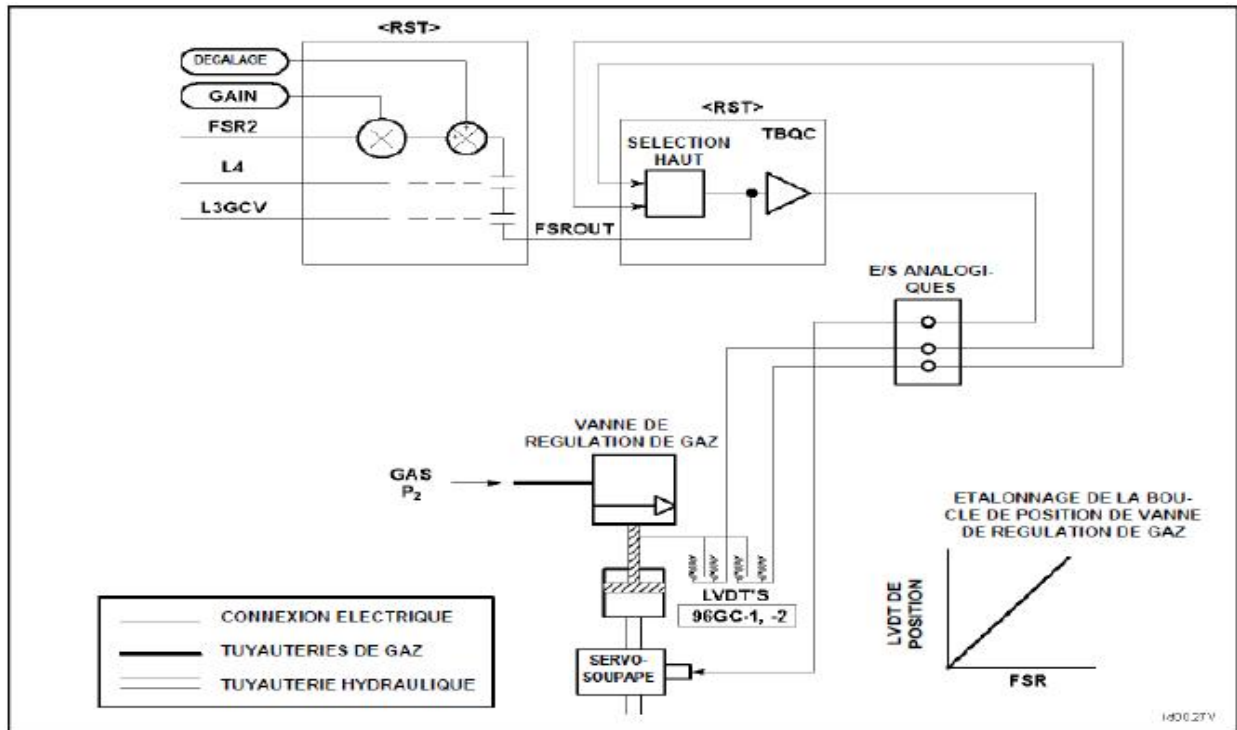 <RST>
DECALAGE
GAIN
FSR2
L4
L3GCV
FSROUT
<RST>
TBQC
SELECTION
HAUT
E/S ANALOGI-
QUES
VANNE DE
REGULATION DE GAZ
GAS
P₂
LVDT'S
96GC-1, -2
SERVO-
SOUPAPE
ETALONNAGE DE LA BOU-
CLE DE POSITION DE VANNE
DE REGULATION DE GAZ
LVDT DE
POSITION
FSR
CONNEXION ELECTRIQUE
TUYAUTERIES DE GAZ
TUYAUTERIE HYDRAULIQUE